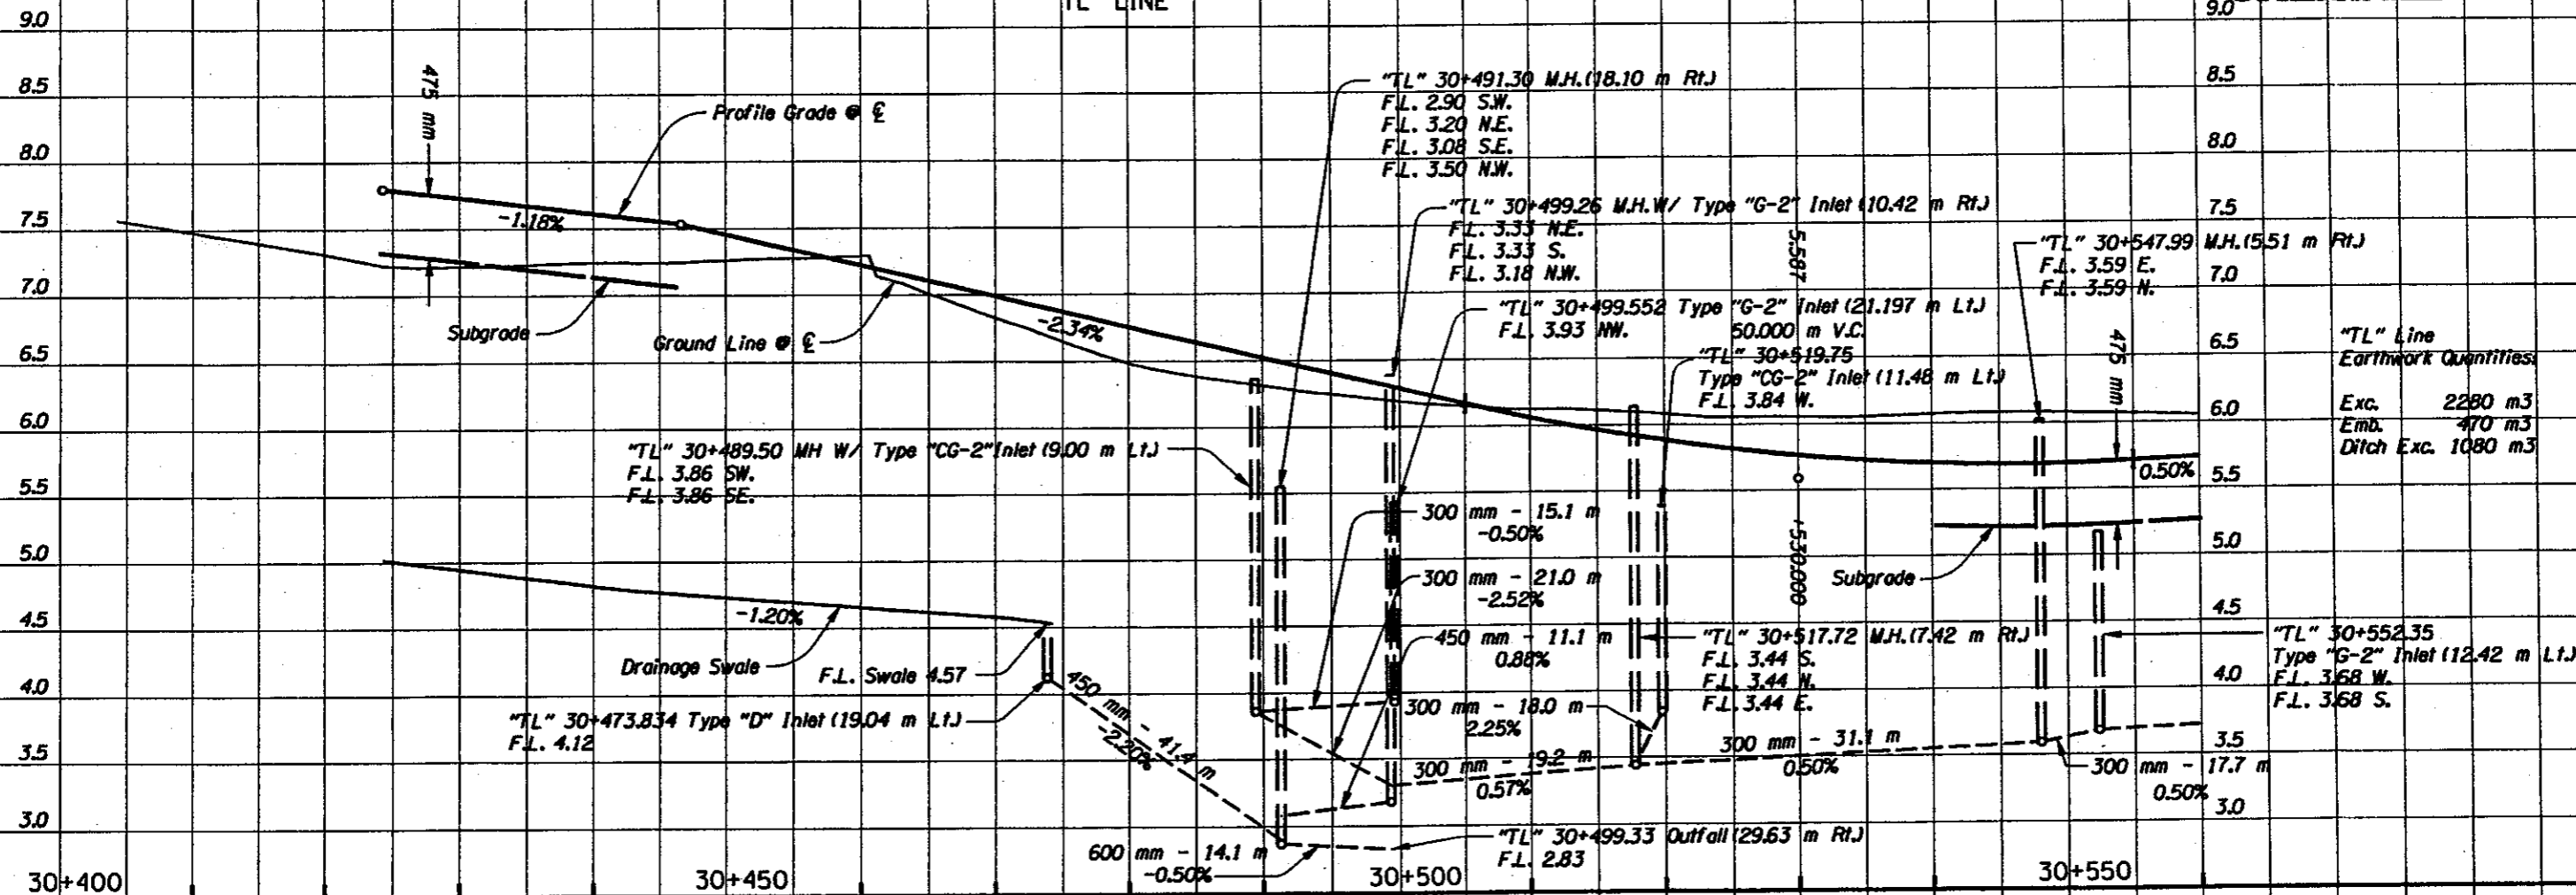 "TL" LINE
9.0
8.5
8.0
7.5
7.0
6.5
6.0
5.5
5.0
4.5
4.0
3.5
3.0
475 mm
Profile Grade @ ℄
-1.18%
Subgrade
Ground Line @ ℄
-2.34%
"TL" 30+491.30 M.H. (18.10 m Rt.)
F.L. 2.90 S.W.
F.L. 3.20 N.E.
F.L. 3.08 S.E.
F.L. 3.50 N.W.
"TL" 30+499.26 M.H. W/ Type "G-2" Inlet (10.42 m Rt.)
F.L. 3.33 N.E.
F.L. 3.33 S.
F.L. 3.18 N.W.
"TL" 30+499.552 Type "G-2" Inlet (21.197 m Lt.)
F.L. 3.93 NW.
5.587
50.000 m V.C.
"TL" 30+519.75
Type "CG-2" Inlet (11.48 m Lt.)
F.L. 3.84 W.
"TL" 30+547.99 M.H. (5.51 m Rt.)
F.L. 3.59 E.
F.L. 3.59 N.
475 mm
0.50%
9.0
8.5
8.0
7.5
7.0
6.5
6.0
5.5
5.0
4.5
4.0
3.5
3.0
"TL" Line
Earthwork Quantities:
Exc. 2280 m3
Emb. 470 m3
Ditch Exc. 1080 m3
"TL" 30+489.50 MH W/ Type "CG-2" Inlet (9.00 m Lt.)
F.L. 3.86 SW.
F.L. 3.86 SE.
300 mm - 15.1 m
-0.50%
300 mm - 21.0 m
-2.52%
450 mm - 11.1 m
0.88%
300 mm - 18.0 m
2.25%
300 mm - 19.2 m
0.57%
+530.000
Subgrade
"TL" 30+517.72 M.H. (7.42 m Rt.)
F.L. 3.44 S.
F.L. 3.44 N.
F.L. 3.44 E.
300 mm - 31.1 m
0.50%
"TL" 30+552.35
Type "G-2" Inlet (12.42 m Lt.)
F.L. 3.68 W.
F.L. 3.68 S.
300 mm - 17.7 m
0.50%
-1.20%
Drainage Swale
F.L. Swale 4.57
"TL" 30+473.834 Type "D" Inlet (19.04 m Lt.)
F.L. 4.12
450 mm - 41.4 m
-2.20%
600 mm - 14.1 m
-0.50%
"TL" 30+499.33 Outfall (29.63 m Rt.)
F.L. 2.83
30+400
30+450
30+500
30+550